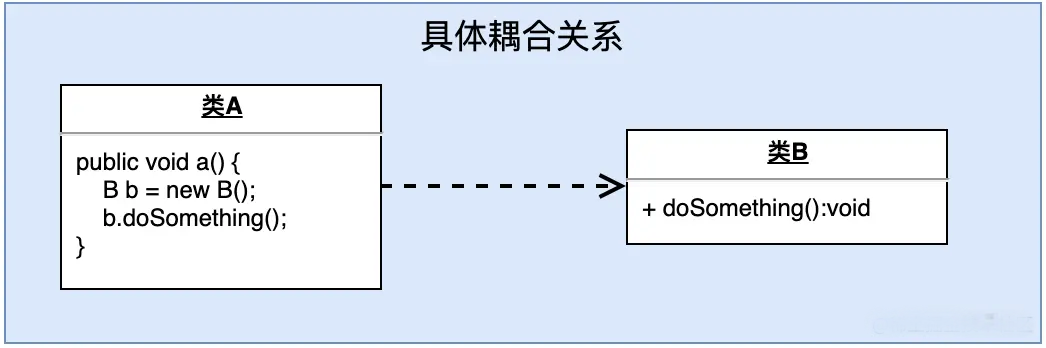 具体耦合关系
类A
public void a() {
B b = new B();
b.doSomething();
}
类B
+ doSomething():void